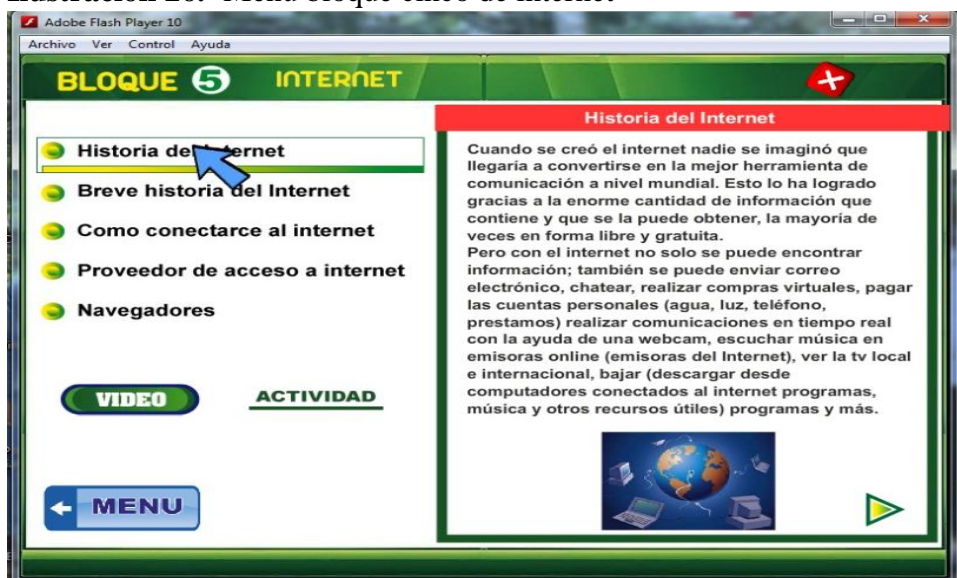 Adobe Flash Player 10
Archivo Ver Control Ayuda
BLOQUE 5 INTERNET
Historia del Internet
Breve historia del Internet
Como conectarce al internet
Proveedor de acceso a internet
Navegadores
VIDEO
ACTIVIDAD
MENU
Historia del Internet
Cuando se creó el internet nadie se imaginó que
llegaría a convertirse en la mejor herramienta de
comunicación a nivel mundial. Esto lo ha logrado
gracias a la enorme cantidad de información que
contiene y que se la puede obtener, la mayoría de
veces en forma libre y gratuita.
Pero con el internet no solo se puede encontrar
información; también se puede enviar correo
electrónico, chatear, realizar compras virtuales, pagar
las cuentas personales (agua, luz, teléfono,
prestamos) realizar comunicaciones en tiempo real
con la ayuda de una webcam, escuchar música en
emisoras online (emisoras del Internet), ver la tv local
e internacional, bajar (descargar desde
computadores conectados al internet programas,
música y otros recursos útiles) programas y más.